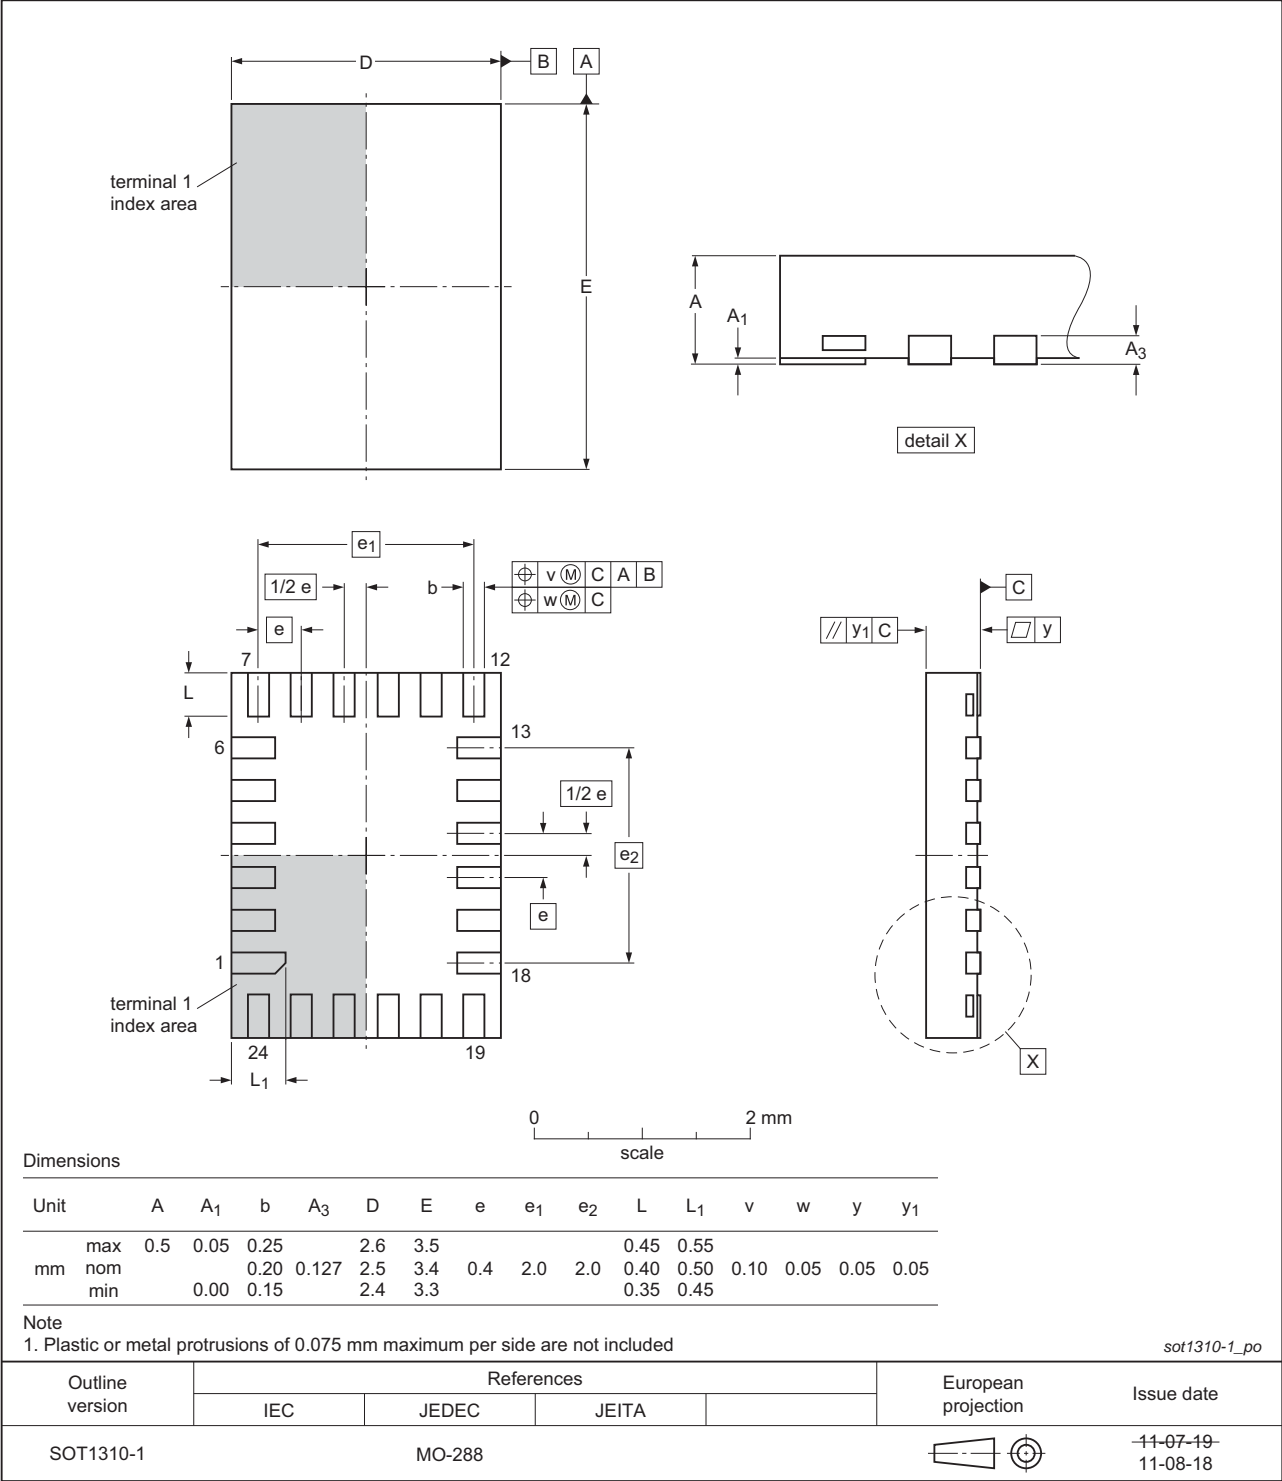 D
B
A
terminal 1
index area
E
A
A1
A3
detail X
e1
1/2 e
b
v M C A B
w M C
e
7
12
L
6
13
1/2 e
e2
e
1
18
terminal 1
index area
24
19
L1
C
// y1 C
y
X
0
2 mm
scale
Dimensions
Unit A A1 b A3 D E e e1 e2 L L1 v w y y1
max 0.5 0.05 0.25 2.6 3.5 0.45 0.55
mm nom 0.20 0.127 2.5 3.4 0.4 2.0 2.0 0.40 0.50 0.10 0.05 0.05 0.05
min 0.00 0.15 2.4 3.3 0.35 0.45
Note
1. Plastic or metal protrusions of 0.075 mm maximum per side are not included
sot1310-1_po
Outline
version
References
IEC JEDEC JEITA
European
projection
Issue date
SOT1310-1
MO-288
11-07-19
11-08-18